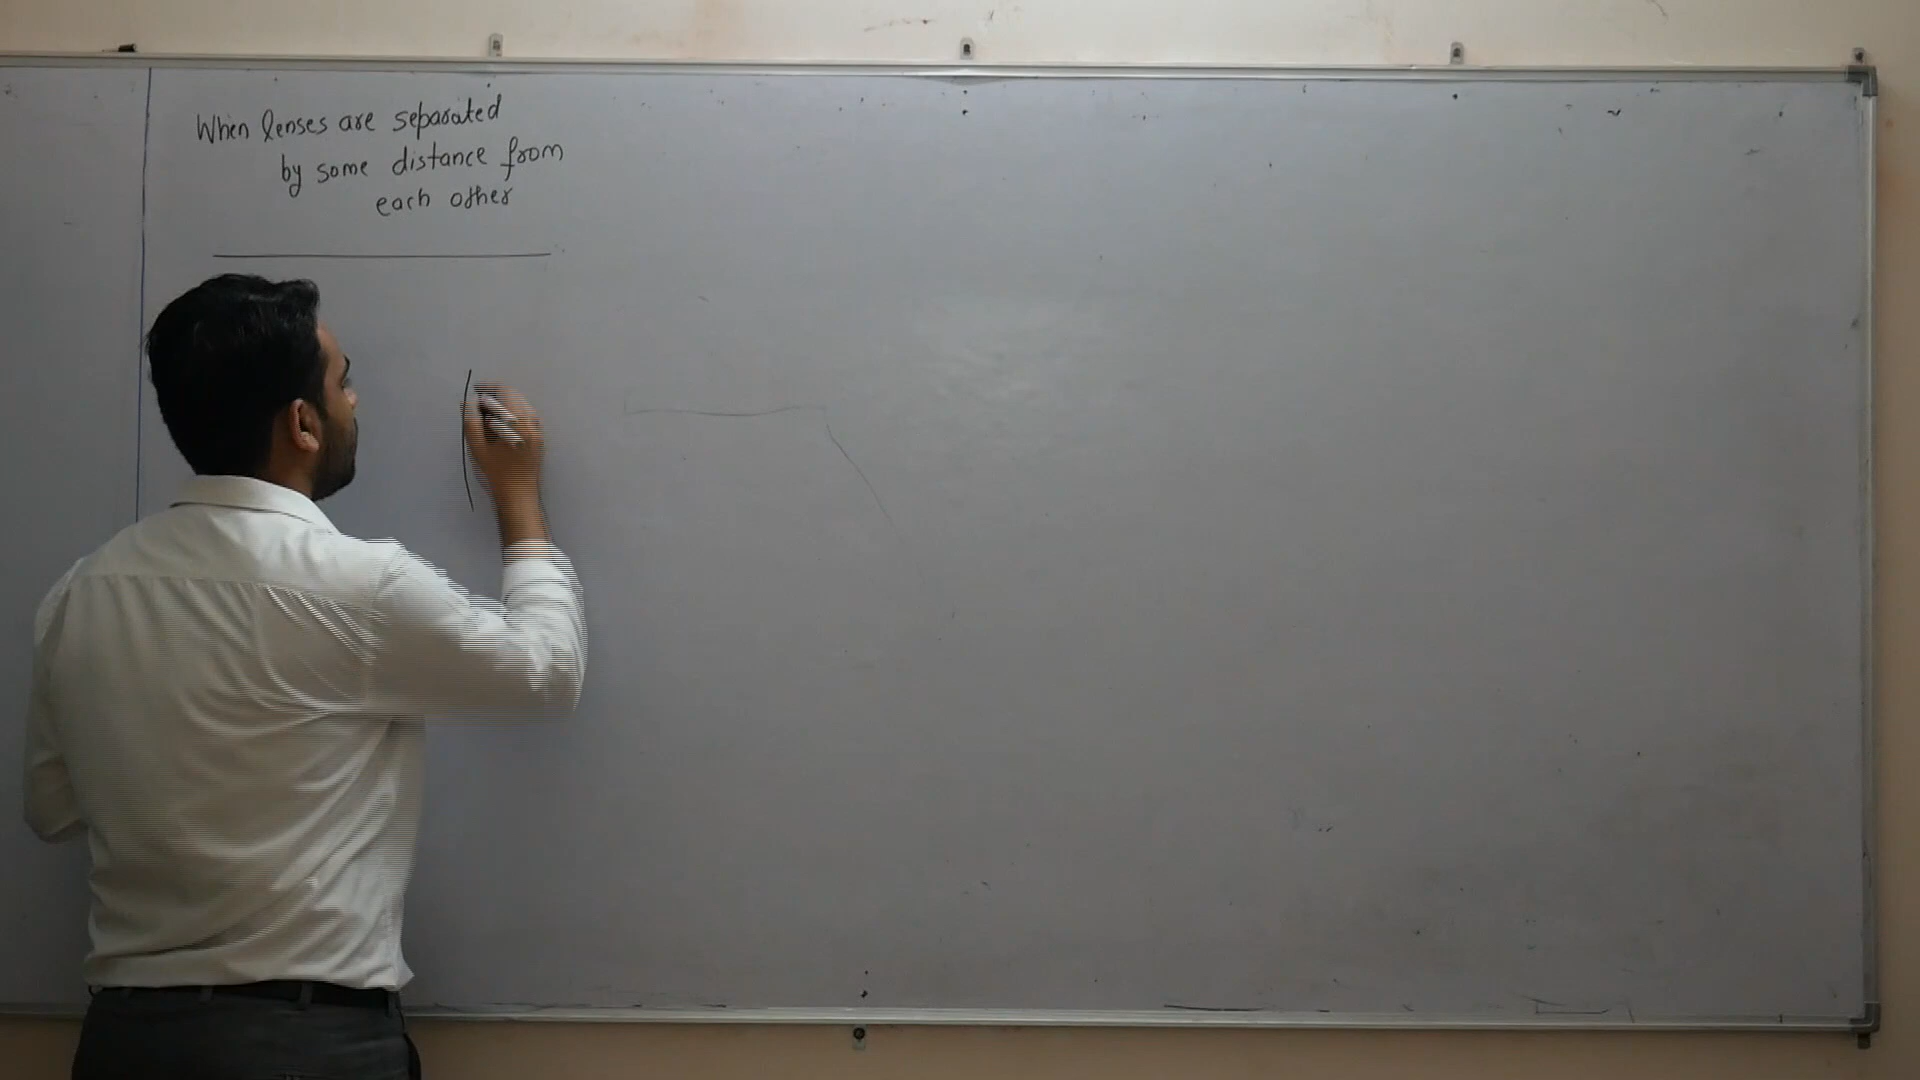 When lenses are separated
by some distance from
each other